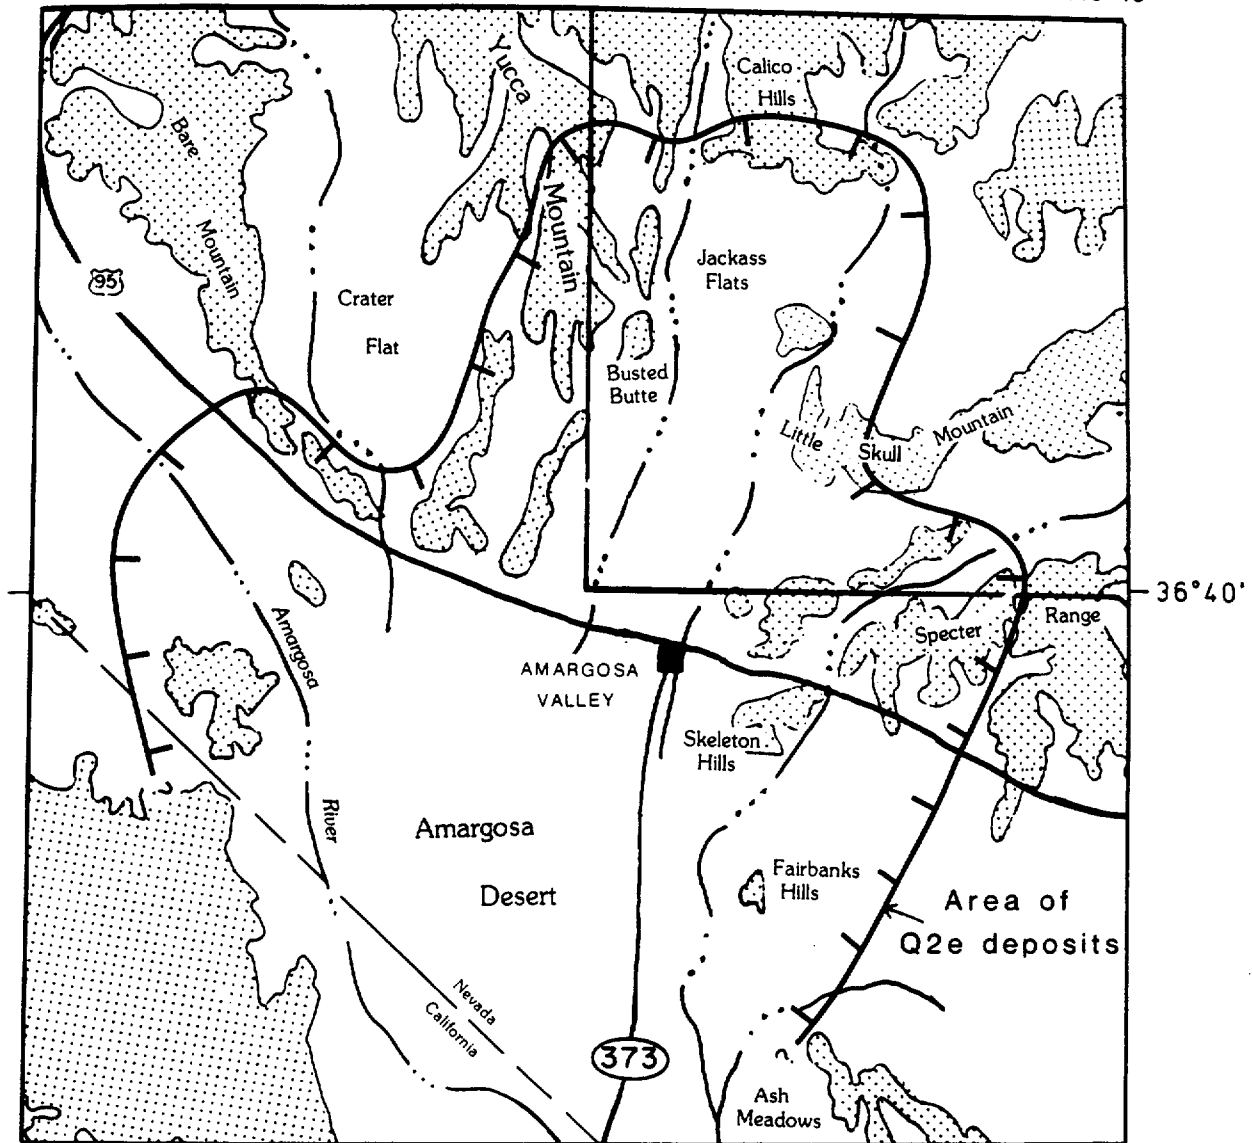 Yucca
Calico
Hills
Bare
Mountain
Mountain
Jackass
Flats
95
Crater
Flat
Busted
Butte
Little
Skull
Mountain
36°40'
Amargosa
River
Specter
Range
AMARGOSA
VALLEY
Skeleton
Hills
Amargosa
Desert
Fairbanks
Hills
Area of
Q2e deposits
Nevada
California
373
Ash
Meadows